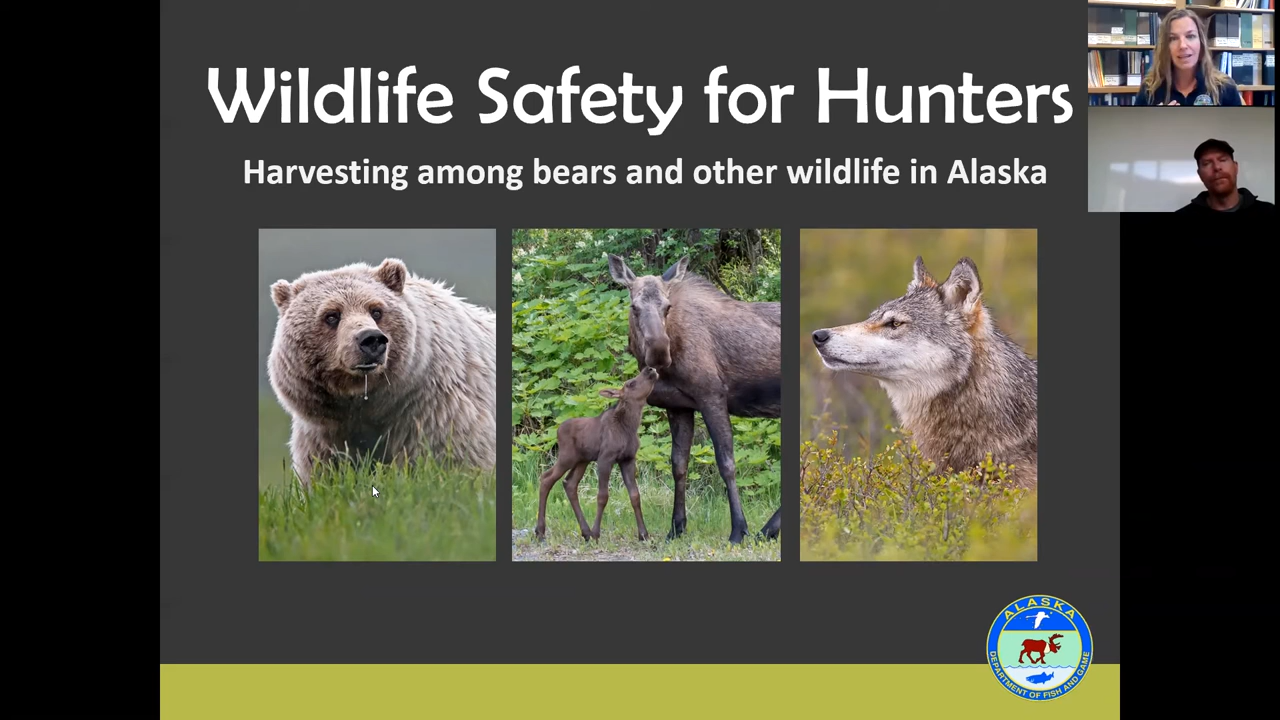 Wildlife Safety for Hunters
Harvesting among bears and other wildlife in Alaska
ALASKA
DEPARTMENT OF FISH AND GAME